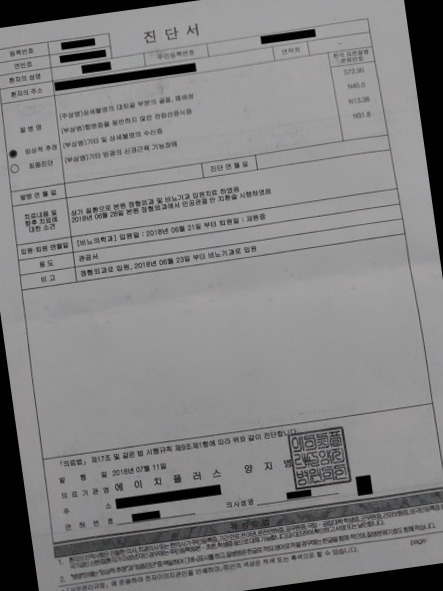 진단서
등록번호
연번호
주민등록번호
환자의 성명
연락처
환자의 주소
병명
한국 표준질병
분류번호
(주상병)상세불명의 대퇴골 부분의 골절, 폐쇄성
S72.90
(부상병)합병증을 동반하지 않은 전립선증식증
N40.0
임상적 추정
(부상병)기타 및 상세불명의 수신증
N13.38
최종진단
(부상병)기타 방광의 신경근육 기능장애
N31.8
발병 연월일
진단 연월일
치료내용 및
향후 치료에
대한 소견
상기 질환으로 본원 정형외과 및 비뇨기과 입원치료 하였음
2018년 06월 28일 본원 정형외과에서 인공관절 반 치환술 시행하였음
입원·퇴원 연월일
[비뇨의학과] 입원일 : 2018년 06월 21일 부터 퇴원일 : 재원중
용도
관공서
비고
정형외과로 입원, 2018년 06월 23일 부터 비뇨기과로 입원
「의료법」 제17조 및 같은 법 시행규칙 제9조제1항에 따라 위와 같이 진단합니다.
발행일 2018년 07월 11일
의료기관명 에이치플러스 양지병
주소
의사성명
면허번호
page: